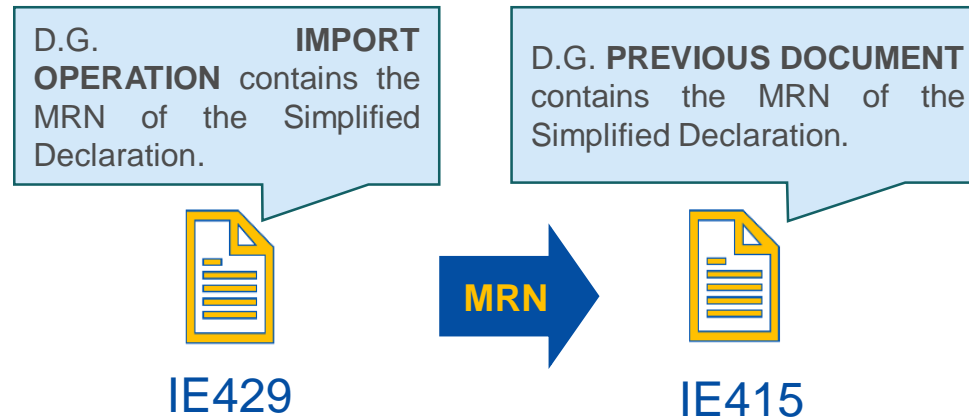 D.G. IMPORT
OPERATION contains the
MRN of the Simplified
Declaration.
D.G. PREVIOUS DOCUMENT
contains the MRN of the
Simplified Declaration.
MRN
IE429
IE415